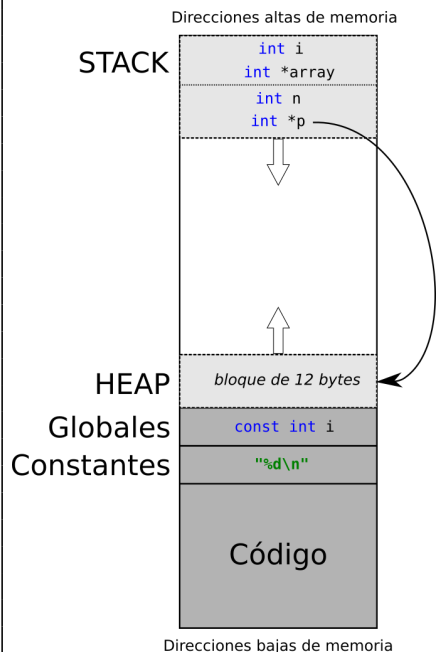 Direcciones altas de memoria
STACK
int i
int *array
int n
int *p
HEAP
bloque de 12 bytes
Globales
const int i
Constantes
"%d\n"
Código
Direcciones bajas de memoria